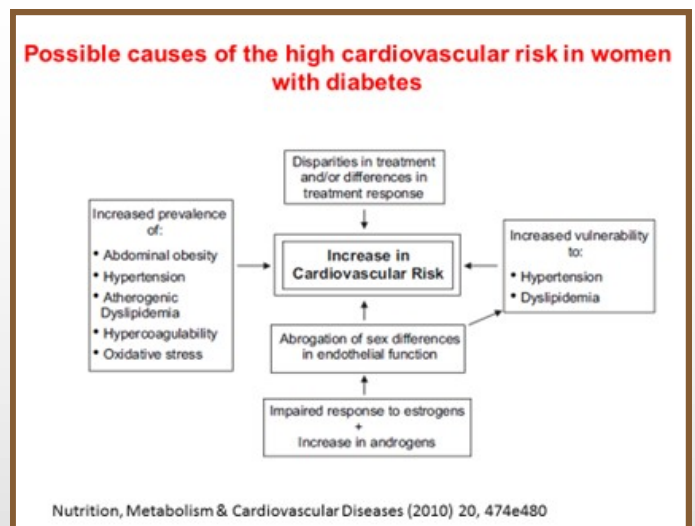 Possible causes of the high cardiovascular risk in women
with diabetes
Disparities in treatment
and/or differences in
treatment response
Increased prevalence
of:
• Abdominal obesity
• Hypertension
• Atherogenic
Dyslipidemia
• Hypercoagulability
• Oxidative stress
Increase in
Cardiovascular Risk
Increased vulnerability
to:
• Hypertension
• Dyslipidemia
Abrogation of sex differences
in endothelial function
Impaired response to estrogens
+
Increase in androgens
Nutrition, Metabolism & Cardiovascular Diseases (2010) 20, 474e480